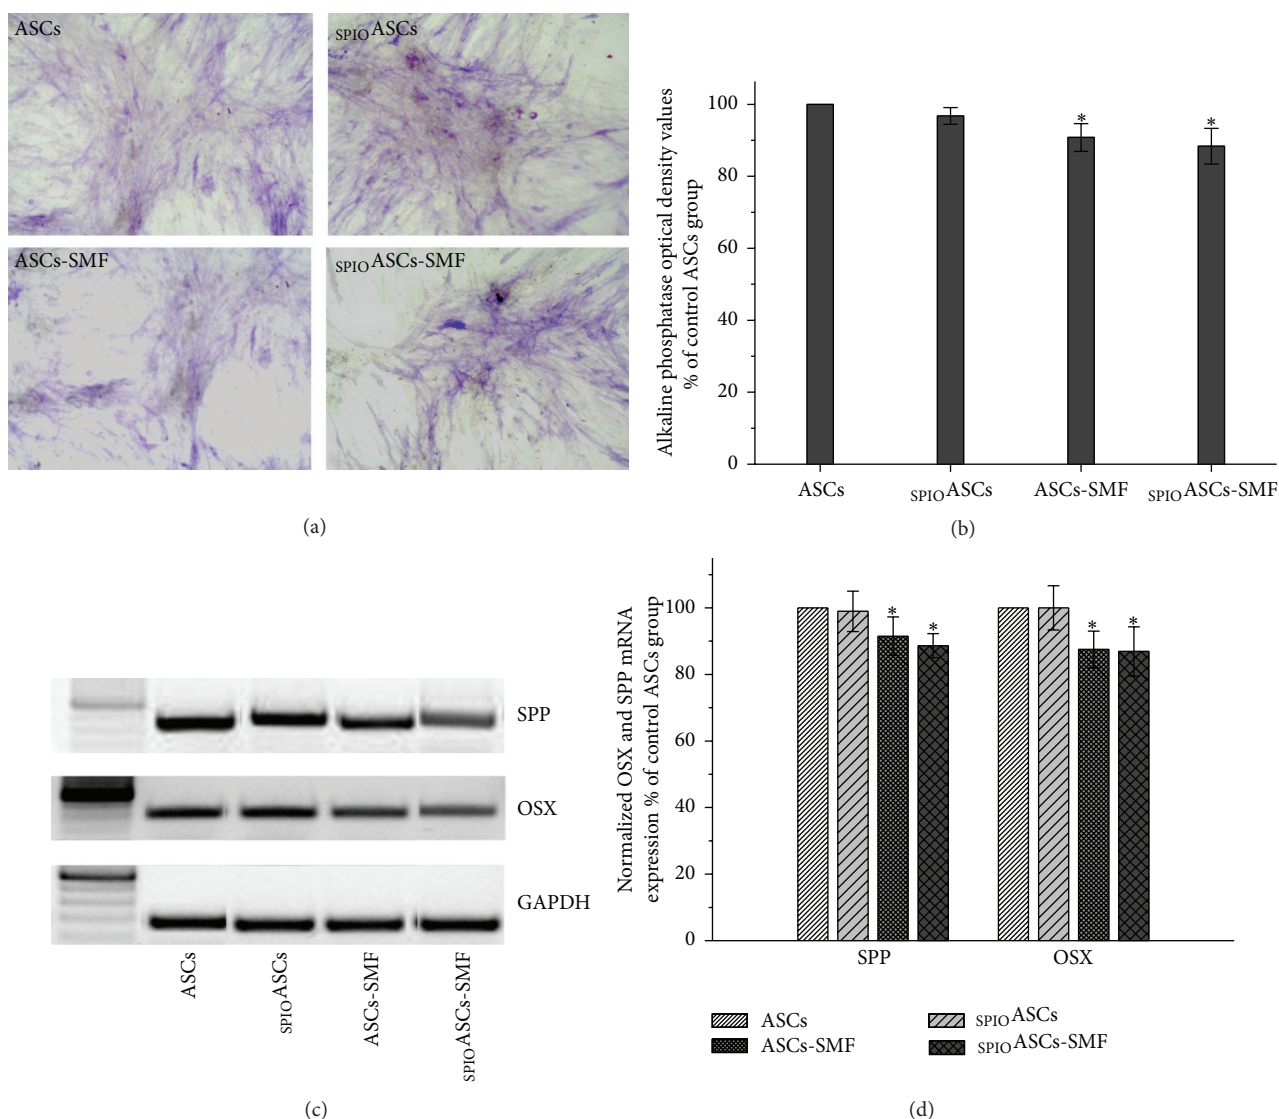 ASCs
SPIOASCs
ASCs-SMF
SPIOASCs-SMF
(a)
Alkaline phosphatase optical density values
% of control ASCs group
100
80
60
40
20
0
ASCs
SPIOASCs
ASCs-SMF
SPIOASCs-SMF
*
*
(b)
SPP
OSX
GAPDH
ASCs
SPIOASCs
ASCs-SMF
SPIOASCs-SMF
(c)
Normalized OSX and SPP mRNA
expression % of control ASCs group
100
80
60
40
20
0
*
*
*
*
SPP
OSX
ASCs
SPIOASCs
ASCs-SMF
SPIOASCs-SMF
(d)